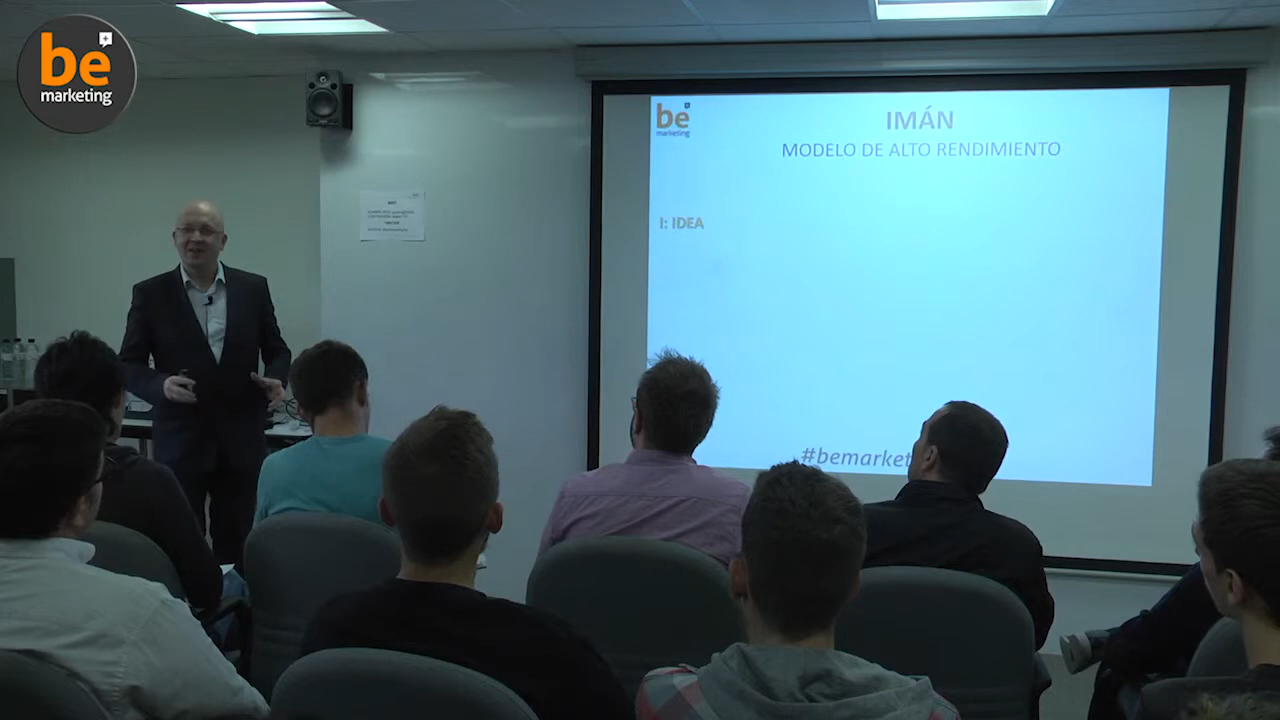 be
marketing
be
marketing
IMÁN
MODELO DE ALTO RENDIMIENTO
I: IDEA
#bemarket